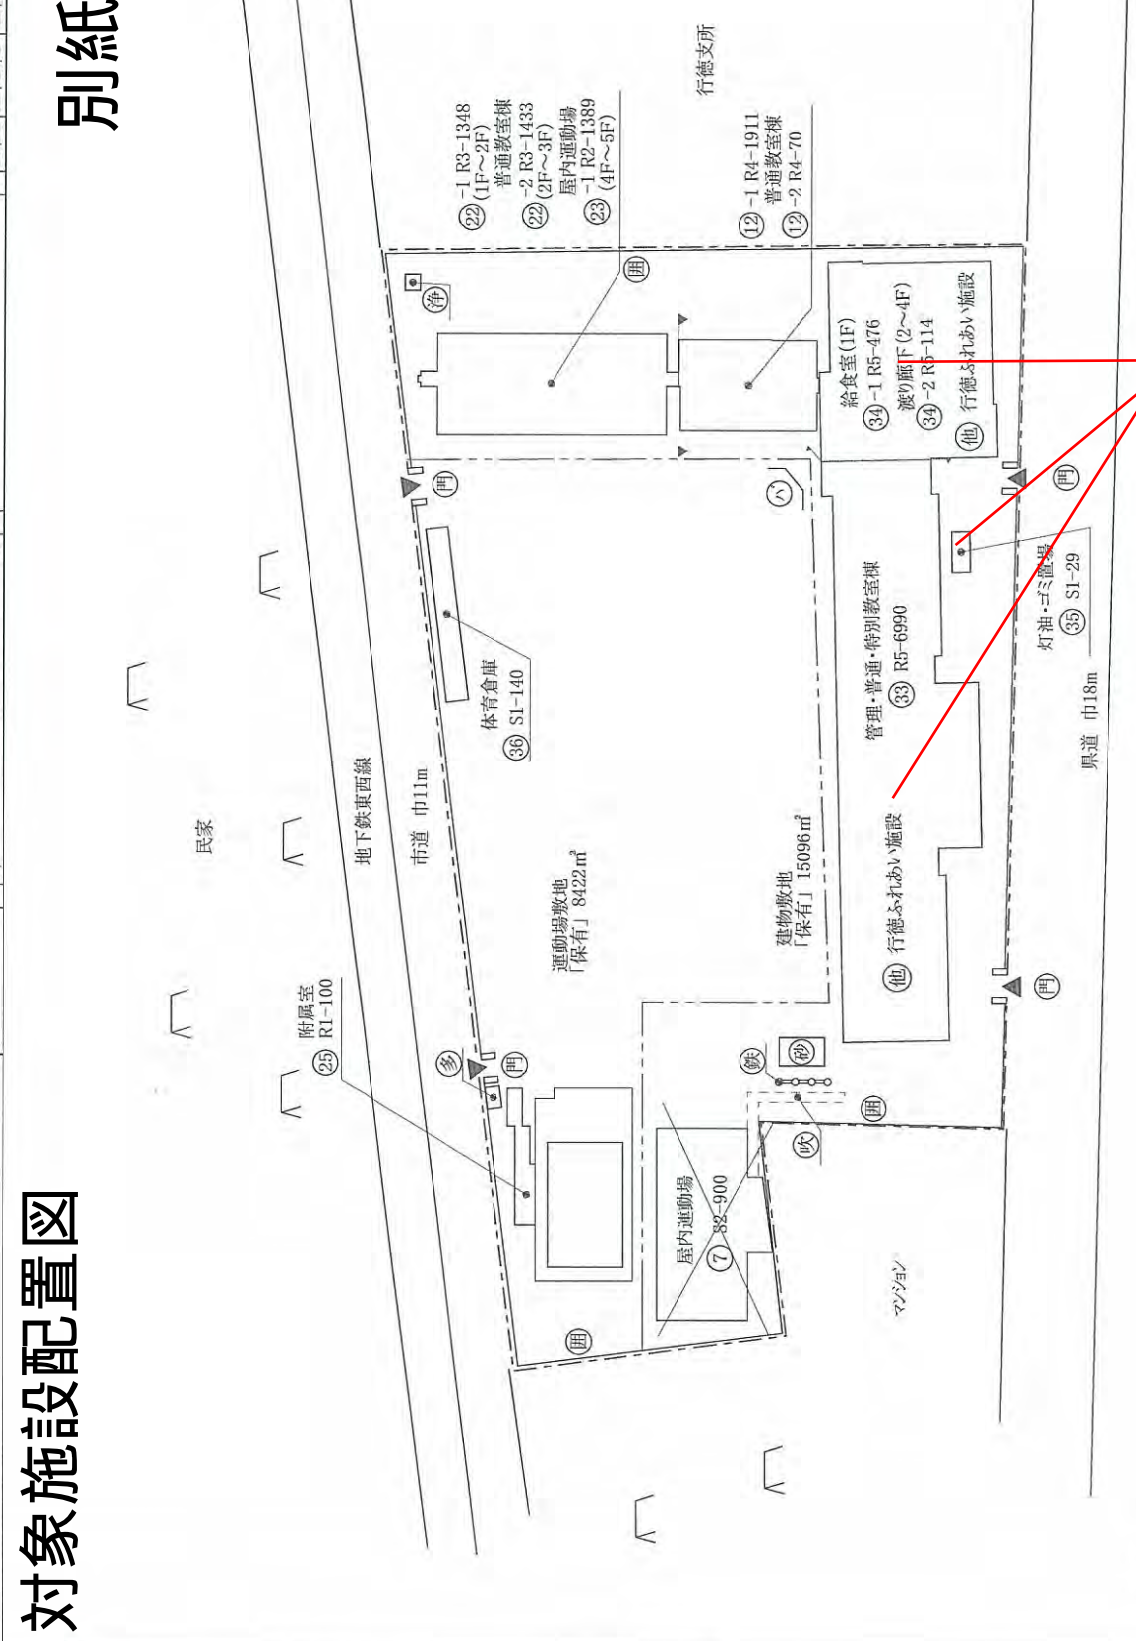 対象施設配置図
別紙
民家
地下鉄東西線
市道 巾11m
附属室
㉕ R1-100
多
門
囲
運動場敷地
「保有」8422㎡
体育倉庫
㊱ S1-140
門
浄
㉒ -1 R3-1348
(1F～2F)
普通教室棟
㉒ -2 R3-1433
(2F～3F)
屋内運動場
㉓ -1 R2-1389
(4F～5F)
囲
行徳支所
⑫ -1 R4-1911
普通教室棟
⑫ -2 R4-70
屋内運動場
⑦ S2-900
鉄
砂
吹
囲
建物敷地
「保有」15096㎡
バ
給食室(1F)
㉞-1 R5-476
渡り廊下(2～4F)
㉞-2 R5-114
他 行徳ふれあい施設
管理・普通・特別教室棟
㉝ R5-6990
他 行徳ふれあい施設
マンション
門
門
灯油・ゴミ置場
㉟ S1-29
県道 巾18m